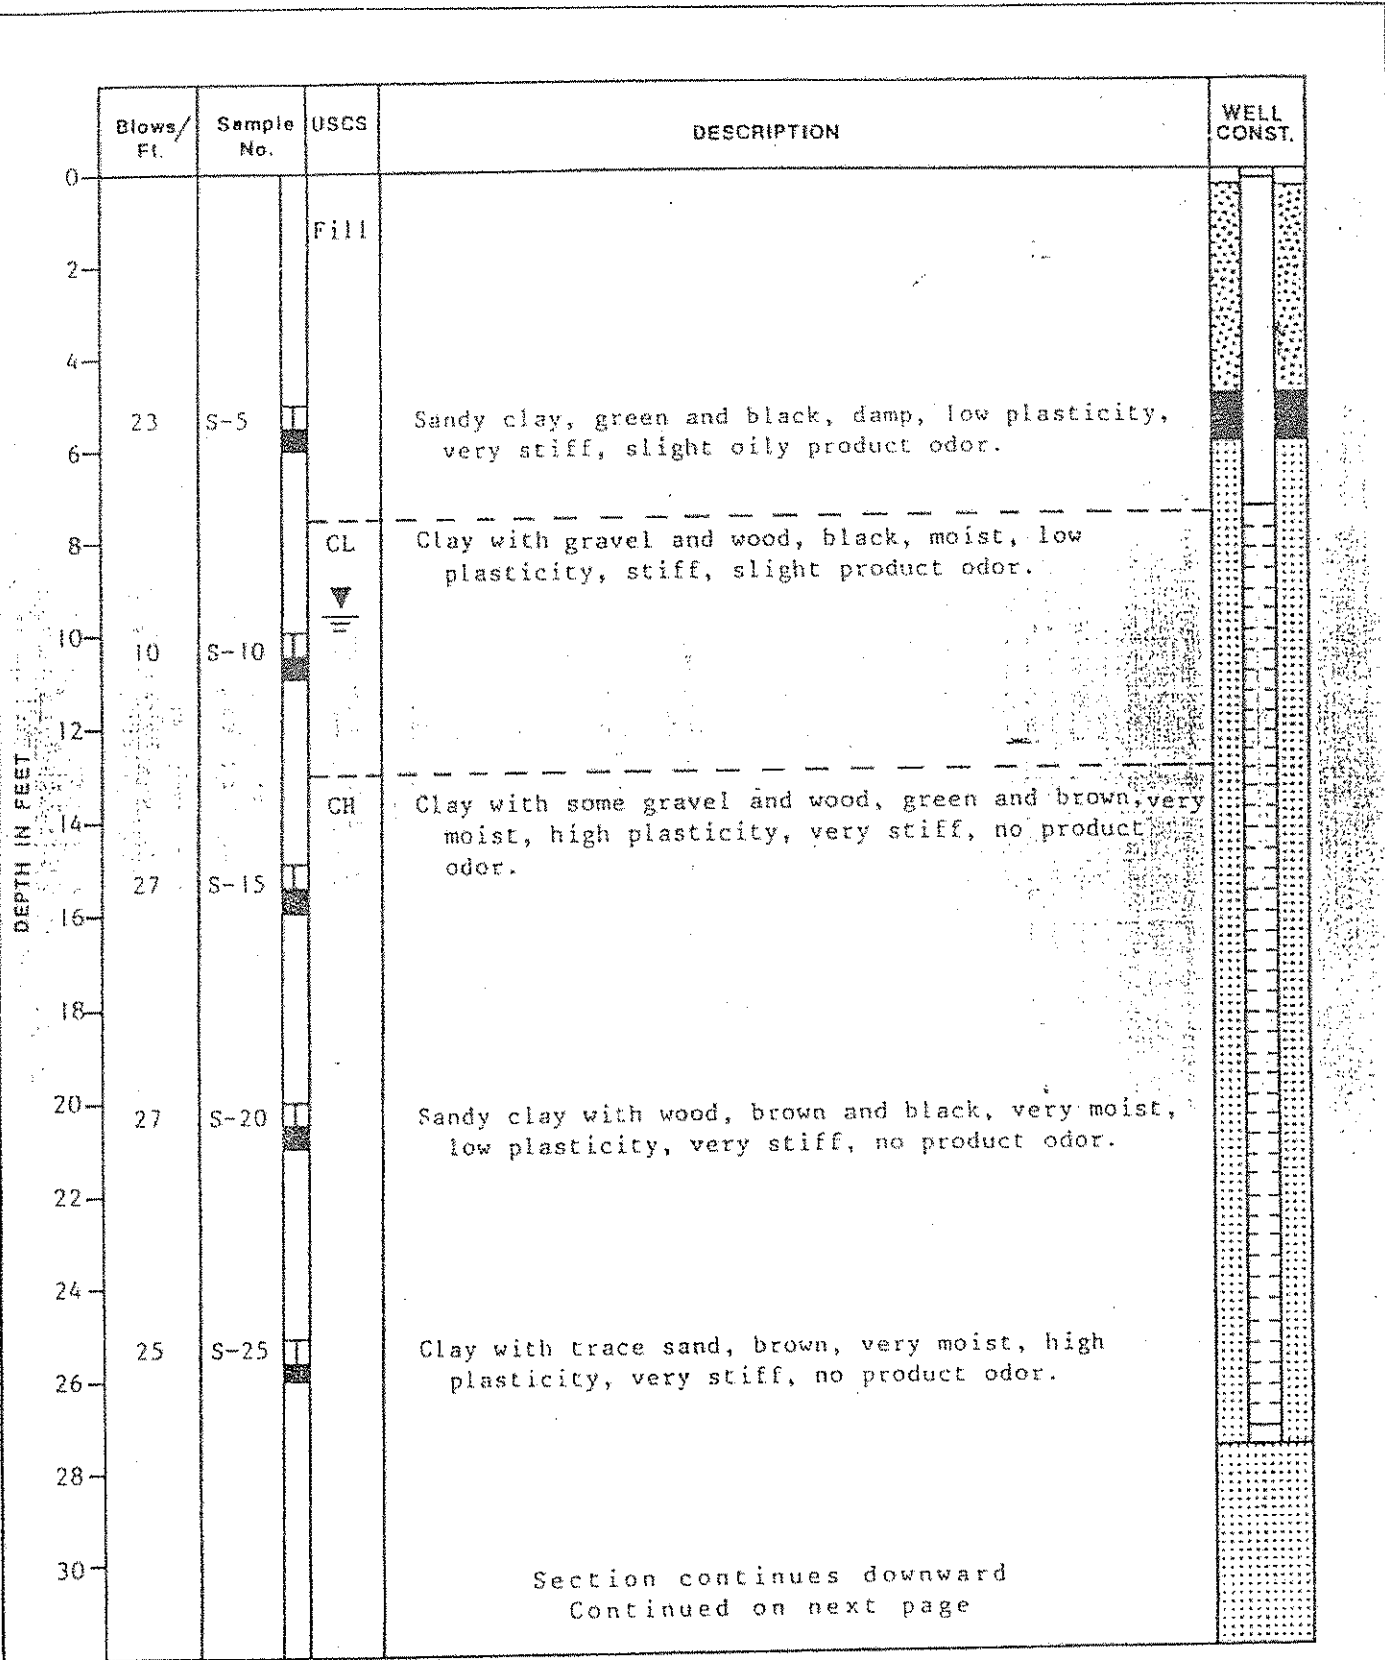 Blows/
Ft.
Sample
No.
USCS
DESCRIPTION
WELL
CONST.
DEPTH IN FEET
0
Fill
2
4
23 S-5 Sandy clay, green and black, damp, low plasticity,
very stiff, slight oily product odor.
6
8 CL Clay with gravel and wood, black, moist, low
plasticity, stiff, slight product odor.
10 10 S-10
12
CH Clay with some gravel and wood, green and brown, very
14 moist, high plasticity, very stiff, no product
odor.
27 S-15
16
18
20 27 S-20 Sandy clay with wood, brown and black, very moist,
low plasticity, very stiff, no product odor.
22
24
25 S-25 Clay with trace sand, brown, very moist, high
26 plasticity, very stiff, no product odor.
28
30 Section continues downward
Continued on next page